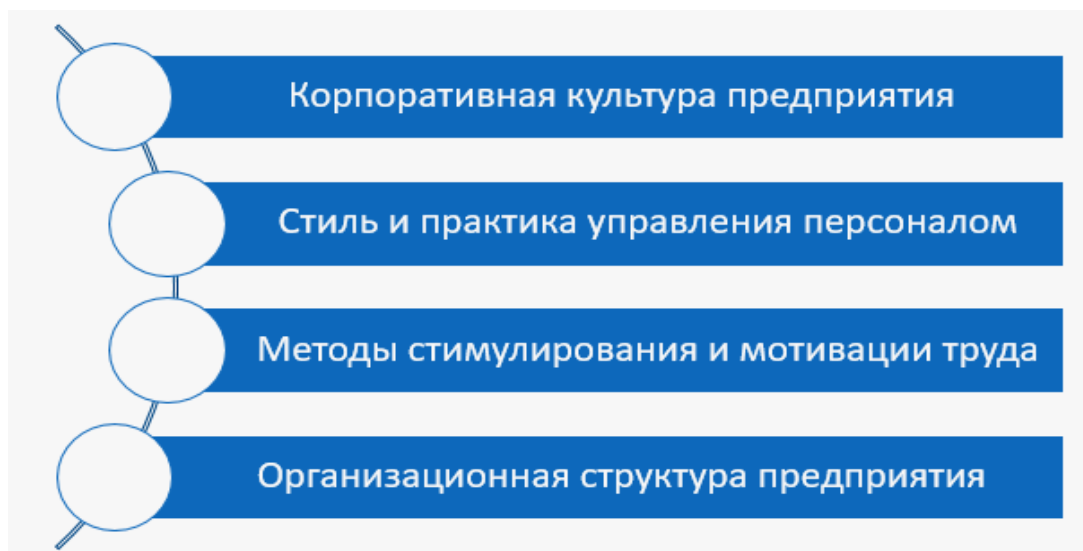 Корпоративная культура предприятия
Стиль и практика управления персоналом
Методы стимулирования и мотивации труда
Организационная структура предприятия